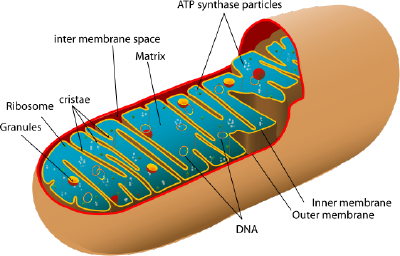 ATP synthase particles
inter membrane space
Matrix
cristae
Ribosome
Granules
Inner membrane
Outer membrane
DNA